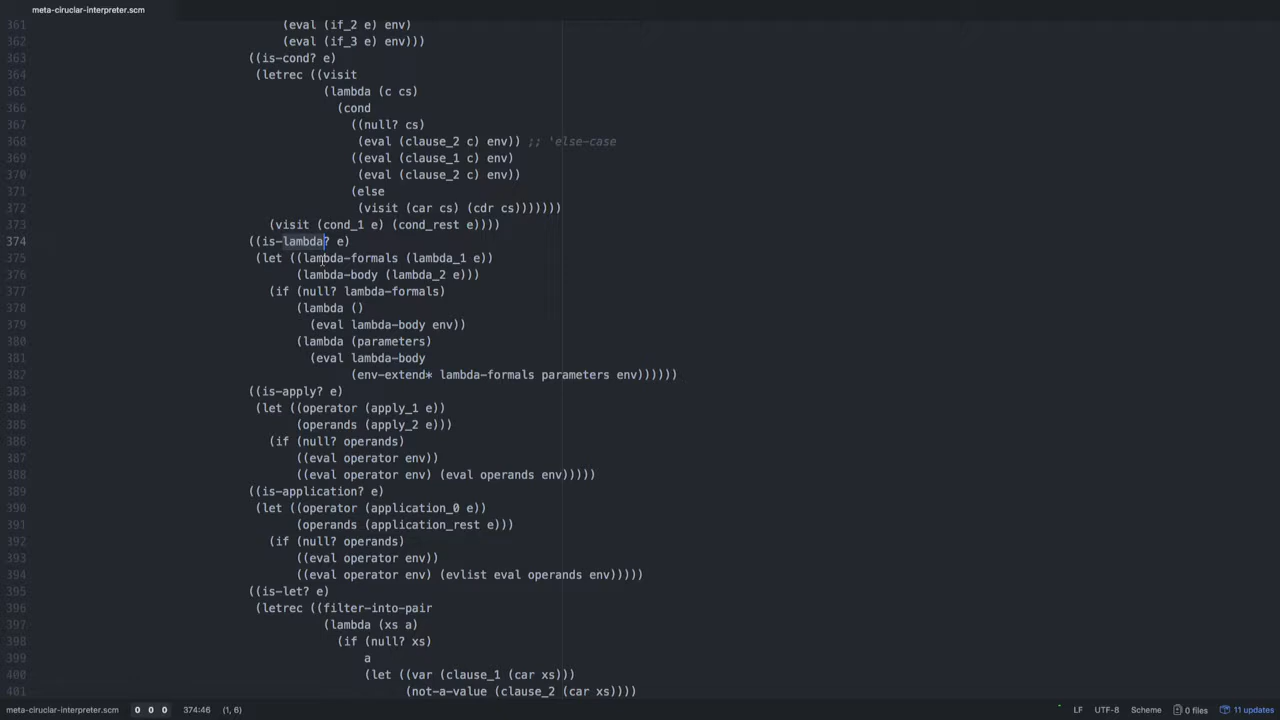 meta-ciruclar-interpreter.scm
361 (eval (if_2 e) env)
362 (eval (if_3 e) env)))
363 ((is-cond? e)
364 (letrec ((visit
365 (lambda (c cs)
366 (cond
367 ((null? cs)
368 (eval (clause_2 c) env)) ;; 'else-case
369 ((eval (clause_1 c) env)
370 (eval (clause_2 c) env))
371 (else
372 (visit (car cs) (cdr cs)))))))
373 (visit (cond_1 e) (cond_rest e))))
374 ((is-lambda? e)
375 (let ((lambda-formals (lambda_1 e))
376 (lambda-body (lambda_2 e)))
377 (if (null? lambda-formals)
378 (lambda ()
379 (eval lambda-body env))
380 (lambda (parameters)
381 (eval lambda-body
382 (env-extend* lambda-formals parameters env))))))
383 ((is-apply? e)
384 (let ((operator (apply_1 e))
385 (operands (apply_2 e)))
386 (if (null? operands)
387 ((eval operator env))
388 ((eval operator env) (eval operands env)))))
389 ((is-application? e)
390 (let ((operator (application_0 e))
391 (operands (application_rest e)))
392 (if (null? operands)
393 ((eval operator env))
394 ((eval operator env) (evlist eval operands env)))))
395 ((is-let? e)
396 (letrec ((filter-into-pair
397 (lambda (xs a)
398 (if (null? xs)
399 a
400 (let ((var (clause_1 (car xs)))
401 (not-a-value (clause_2 (car xs))))
meta-ciruclar-interpreter.scm 0 0 0 374:46 (1, 6) LF UTF-8 Scheme 0 files 11 updates